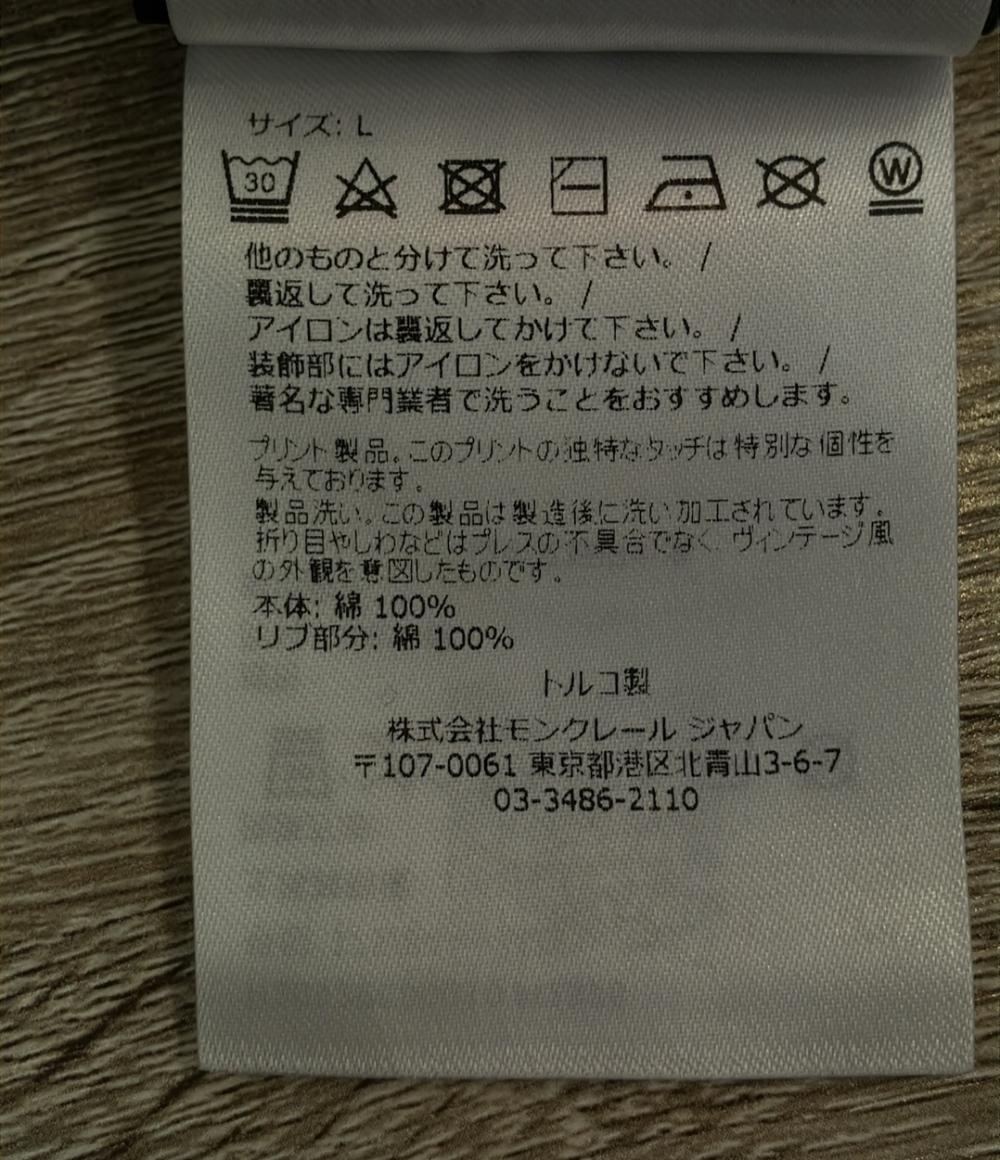 サイズ: L
30
W
他のものと分けて洗って下さい。 /
裏返して洗って下さい。 /
アイロンは裏返してかけて下さい。 /
装飾部にはアイロンをかけないで下さい。 /
著名な専門業者で洗うことをおすすめします。
プリント製品。このプリントの独特なタッチは特別な個性を
与えております。
製品洗い。この製品は製造後に洗い加工されています。
折り目やしわなどはプレスの不具合でなく、ヴィンテージ風
の外観を意図したものです。
本体: 綿 100%
リブ部分: 綿 100%
トルコ製
株式会社モンクレール ジャパン
〒107-0061 東京都港区北青山3-6-7
03-3486-2110